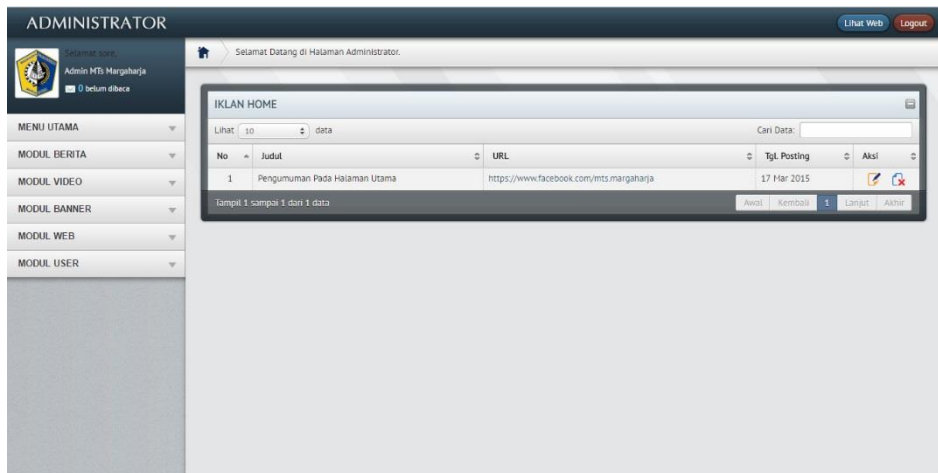 ADMINISTRATOR
Lihat Web Logout
Selamat sore,
Admin MTs Margaharja
0 belum dibaca
Selamat Datang di Halaman Administrator.
MENU UTAMA
MODUL BERITA
MODUL VIDEO
MODUL BANNER
MODUL WEB
MODUL USER
IKLAN HOME
Lihat 10 data Cari Data:
No Judul URL Tgl. Posting Aksi
1 Pengumuman Pada Halaman Utama https://www.facebook.com/mts.margaharja 17 Mar 2015
Tampil 1 sampai 1 dari 1 data Awal Kembali 1 Lanjut Akhir